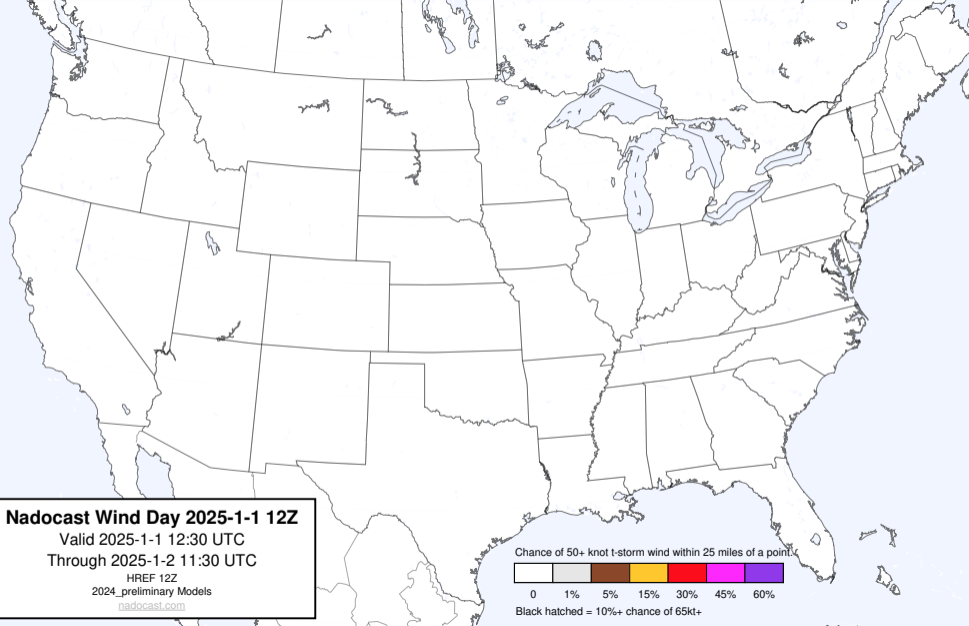 Nadocast Wind Day 2025-1-1 12Z
Valid 2025-1-1 12:30 UTC
Through 2025-1-2 11:30 UTC
HREF 12Z
2024_preliminary Models
nadocast.com
Chance of 50+ knot t-storm wind within 25 miles of a point.
0 1% 5% 15% 30% 45% 60%
Black hatched = 10%+ chance of 65kt+